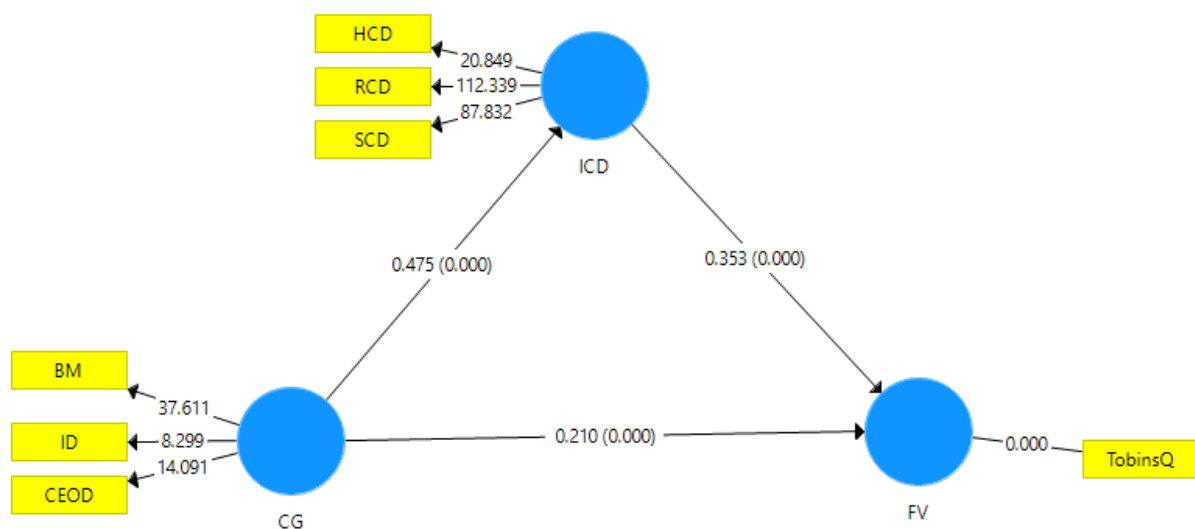 HCD
20.849
RCD
112.339
SCD
87.832
ICD
0.475 (0.000)
0.353 (0.000)
BM
37.611
ID
8.299
CEOD
14.091
CG
0.210 (0.000)
FV
0.000
TobinsQ